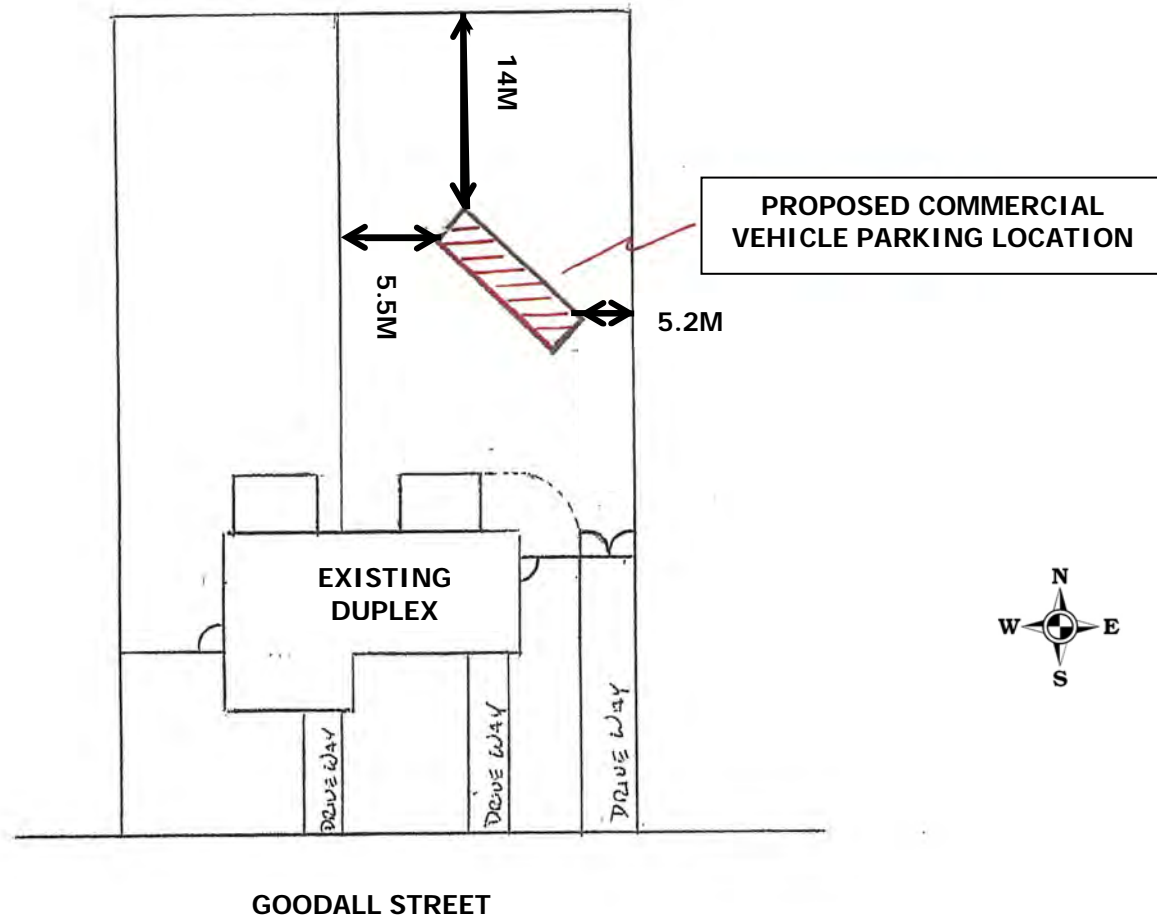 14M
PROPOSED COMMERCIAL
VEHICLE PARKING LOCATION
5.5M
5.2M
EXISTING
DUPLEX
N
W E
S
DRIVE WAY
DRIVE WAY
DRIVE WAY
GOODALL STREET